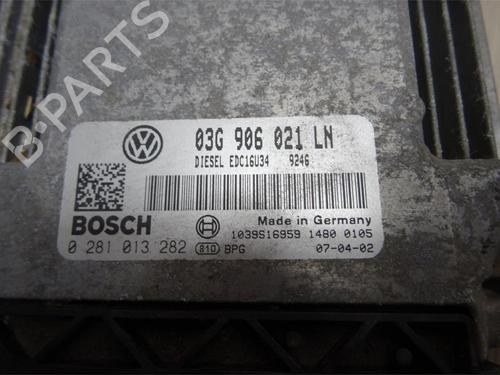 B-PARTS
03G 906 021 LN
DIESEL EDC16U34 9246
BOSCH
Made in Germany
1039S16959 1480 0105
0 281 013 282 810 BPG 07-04-02